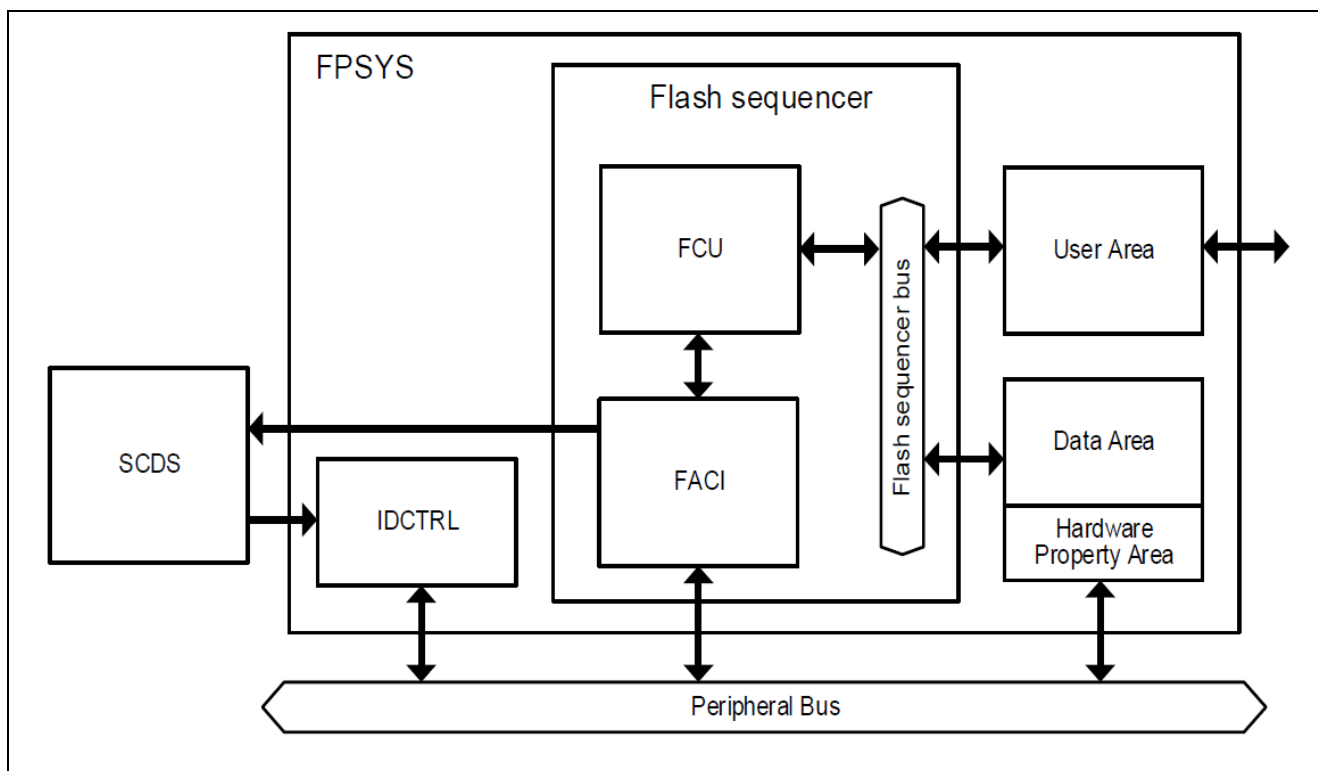 FPSYS
Flash sequencer
FCU
Flash sequencer bus
User Area
SCDS
IDCTRL
FACI
Data Area
Hardware
Property Area
Peripheral Bus